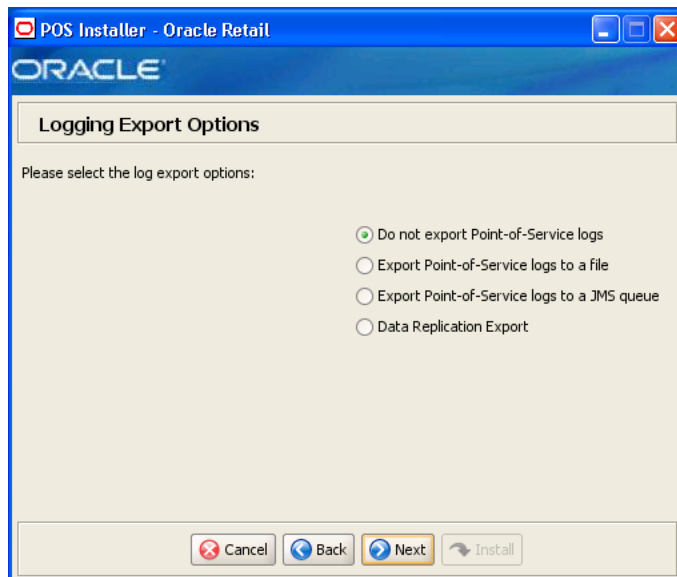 POS Installer - Oracle Retail
ORACLE
Logging Export Options
Please select the log export options:
Do not export Point-of-Service logs
Export Point-of-Service logs to a file
Export Point-of-Service logs to a JMS queue
Data Replication Export
Cancel Back Next Install